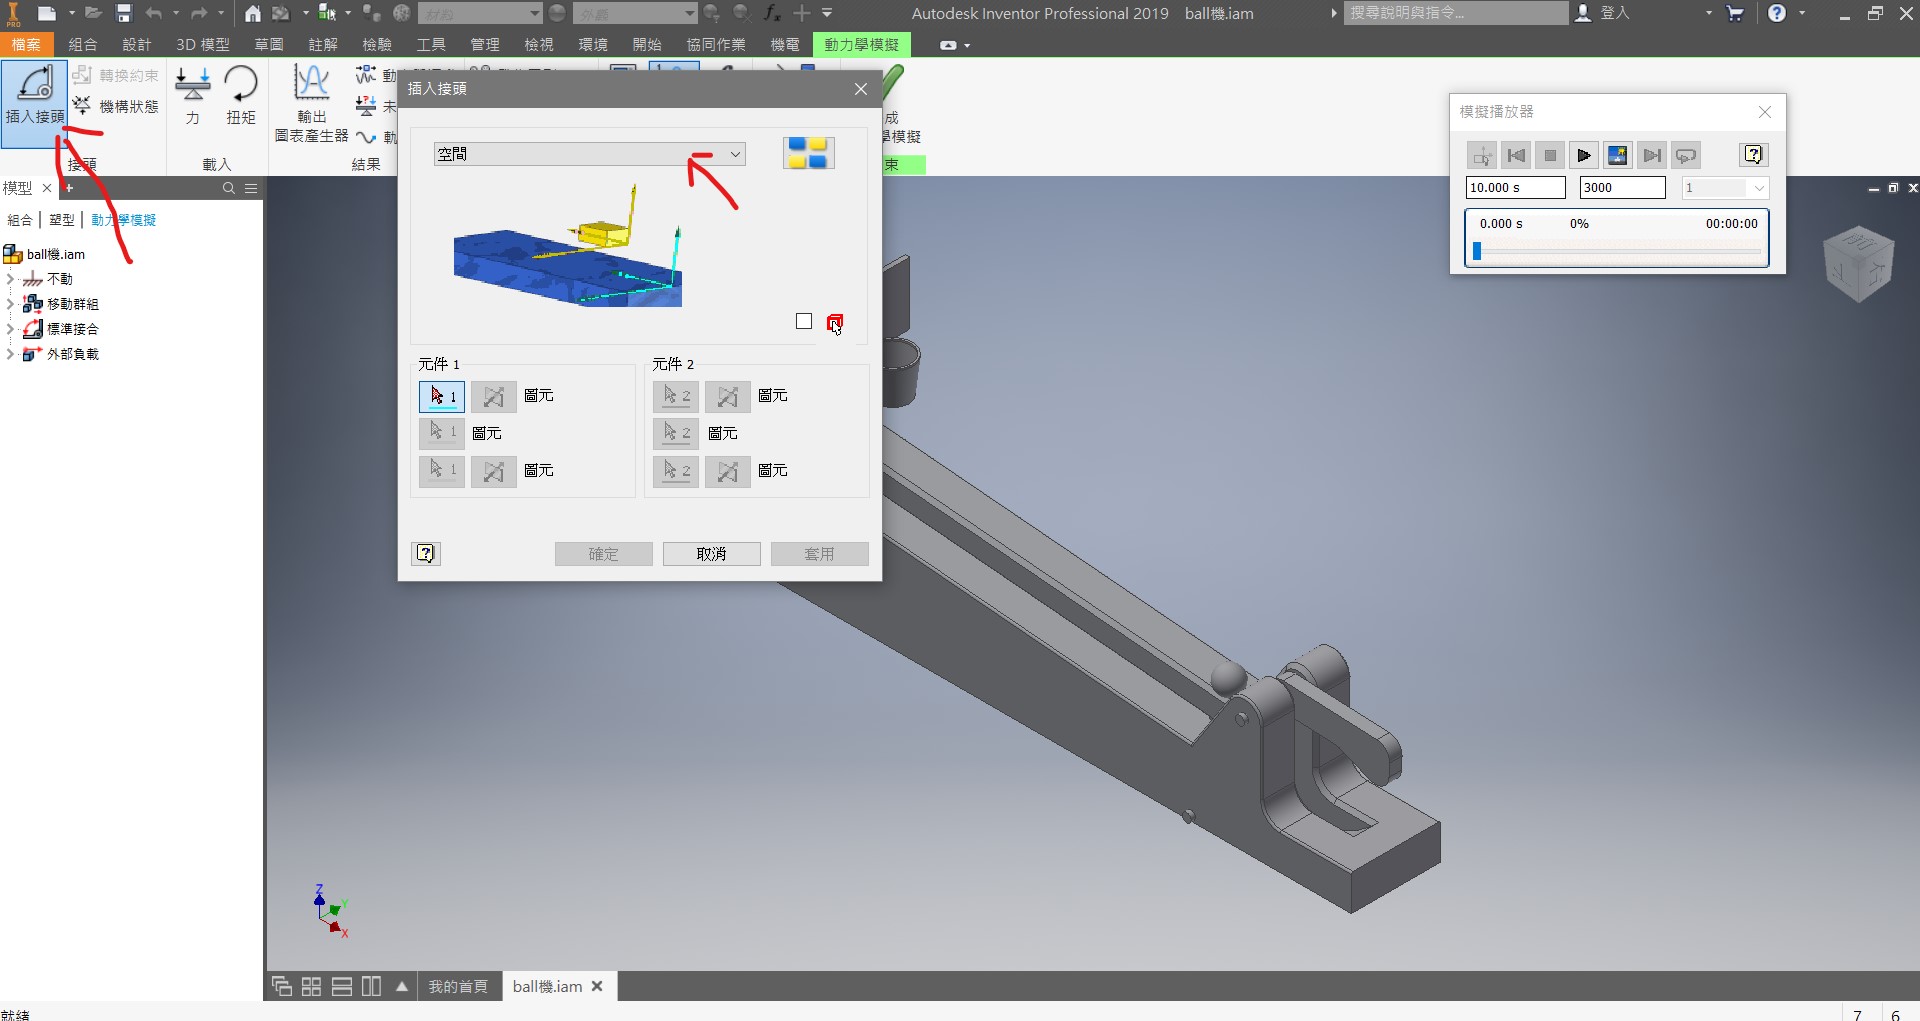 PRO
材料
外觀
fx
Autodesk Inventor Professional 2019 ball機.iam
搜尋說明與指令...
登入
檔案 組合 設計 3D 模型 草圖 註解 檢驗 工具 管理 檢視 環境 開始 協同作業 機電 動力學模擬
插入接頭
轉換約束
機構狀態
接頭
力
扭矩
載入
輸出
圖表產生器
動
未
軌
結果
成
學模擬
束
模型
組合 | 塑型 | 動力學模擬
ball機.iam
不動
移動群組
標準接合
外部負載
插入接頭
空間
元件 1
1 圖元
1 圖元
1 圖元
元件 2
2 圖元
2 圖元
2 圖元
確定 取消 套用
模擬播放器
10.000 s 3000 1
0.000 s 0% 00:00:00
Z
Y
X
我的首頁 ball機.iam
就緒
7 6